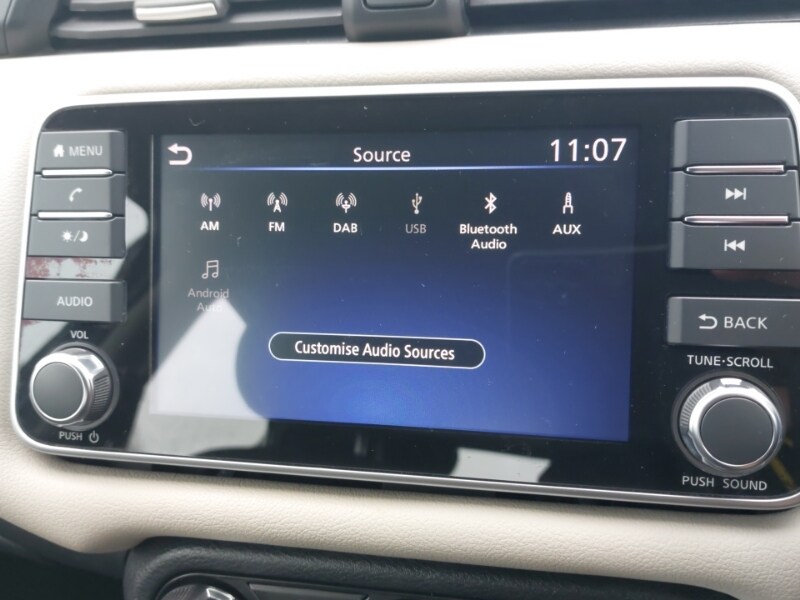 MENU
Source
11:07
AM
FM
DAB
USB
Bluetooth
Audio
AUX
Android
Auto
Customise Audio Sources
AUDIO
VOL
PUSH
BACK
TUNE·SCROLL
PUSH SOUND